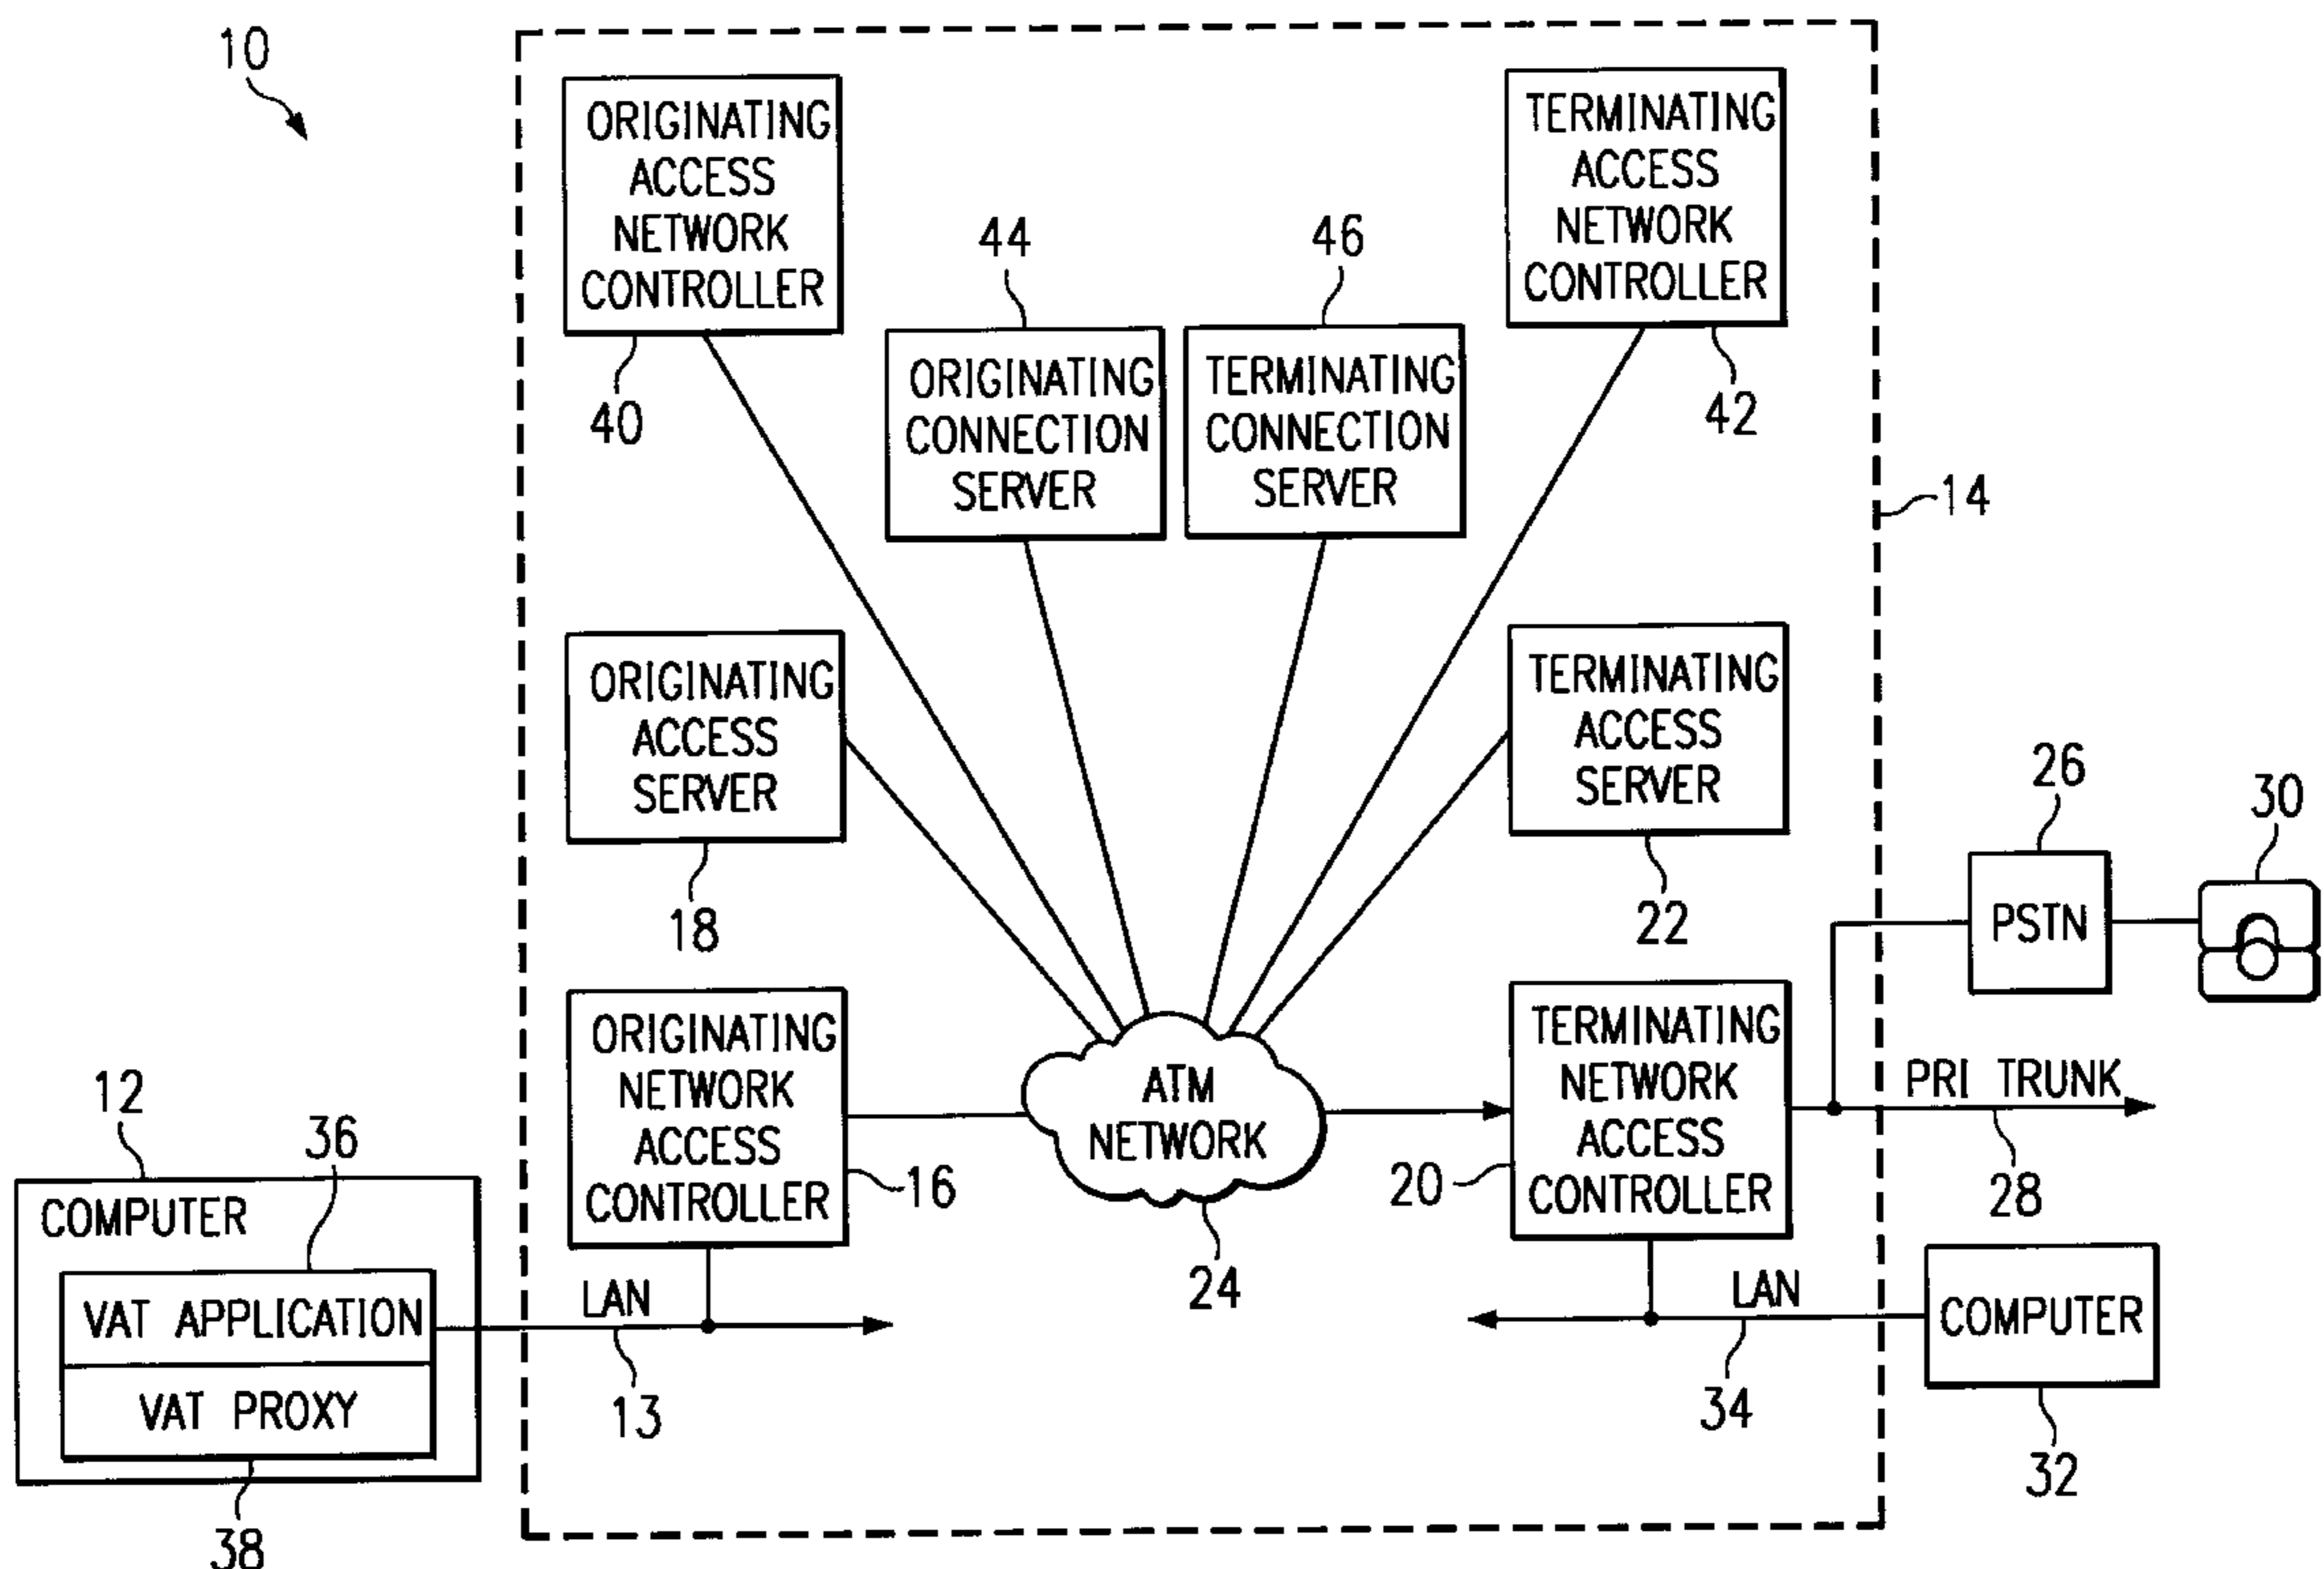 10
ORIGINATING
ACCESS
NETWORK
CONTROLLER
40
TERMINATING
ACCESS
NETWORK
CONTROLLER
42
44
ORIGINATING
CONNECTION
SERVER
46
TERMINATING
CONNECTION
SERVER
14
ORIGINATING
ACCESS
SERVER
18
TERMINATING
ACCESS
SERVER
22
26
PSTN
30
ORIGINATING
NETWORK
ACCESS
CONTROLLER
16
ATM
NETWORK
24
TERMINATING
NETWORK
ACCESS
CONTROLLER
20
PRI TRUNK
28
12
COMPUTER
36
VAT APPLICATION
VAT PROXY
38
LAN
13
LAN
34
COMPUTER
32